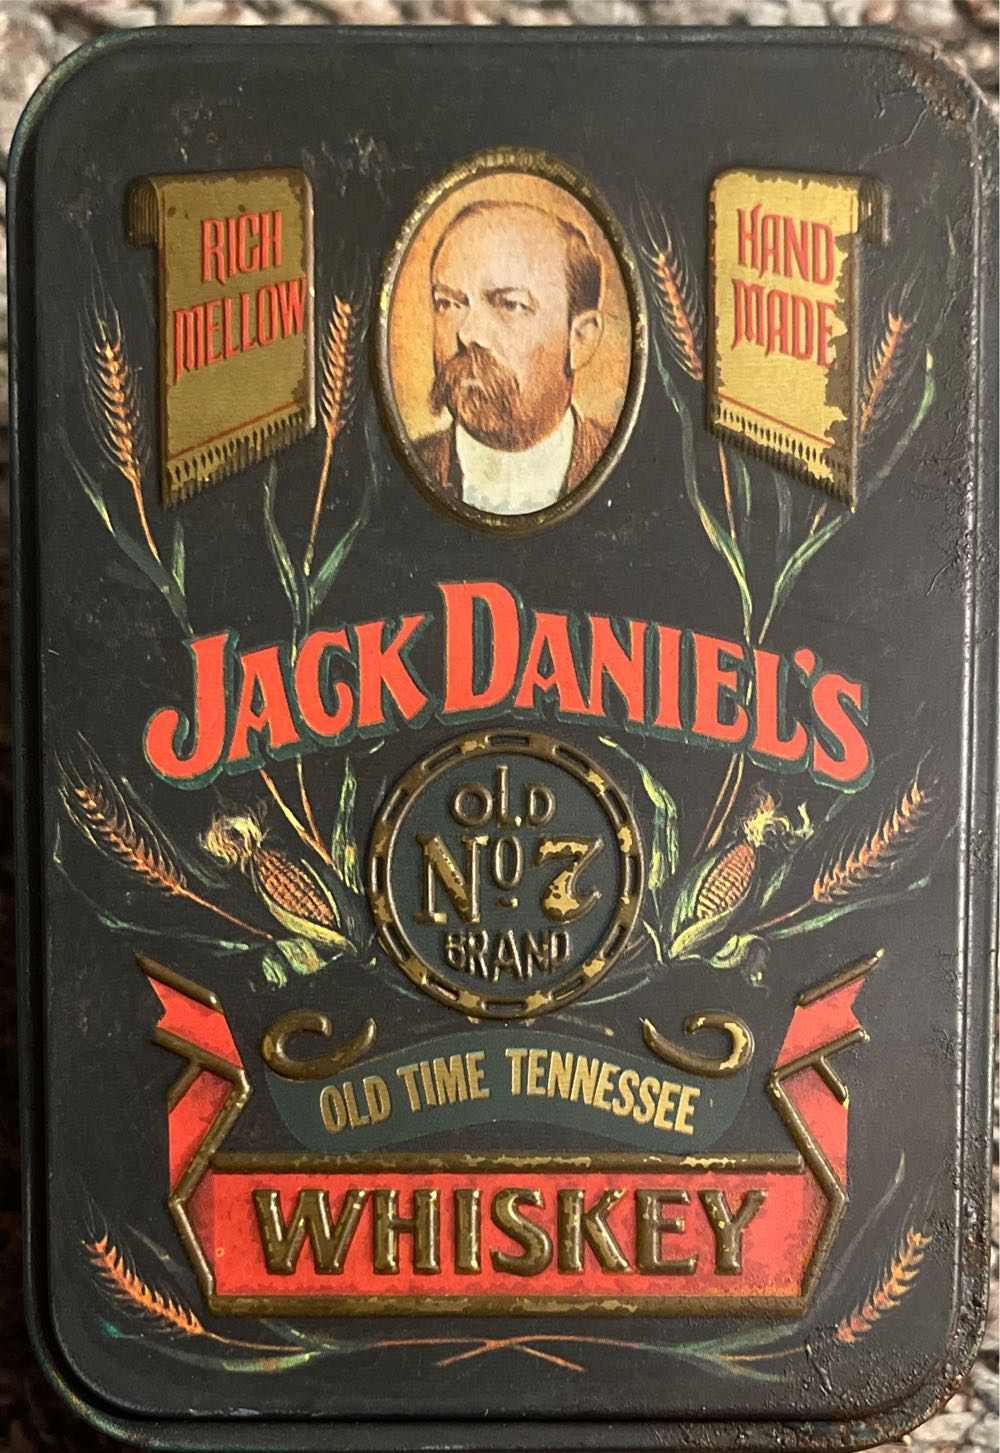 RICH
MELLOW
HAND
MADE
JACK DANIEL'S
OLD
Nº 7
BRAND
OLD TIME TENNESSEE
WHISKEY